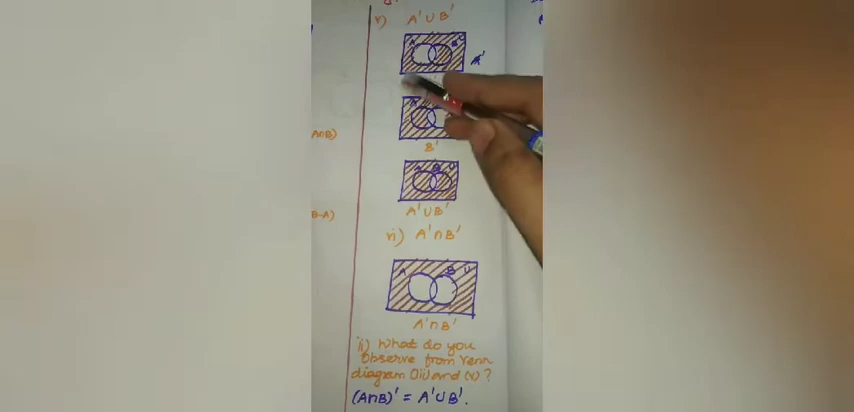 v) A' ∪ B'
A B U
A'
A
B'
A B U
A' ∪ B'
A∩B)
B-A)
vi) A' ∩ B'
A B U
A' ∩ B'
ii) What do you
observe from venn
diagram (iii) and (v) ?
(A∩B)' = A' ∪ B'.